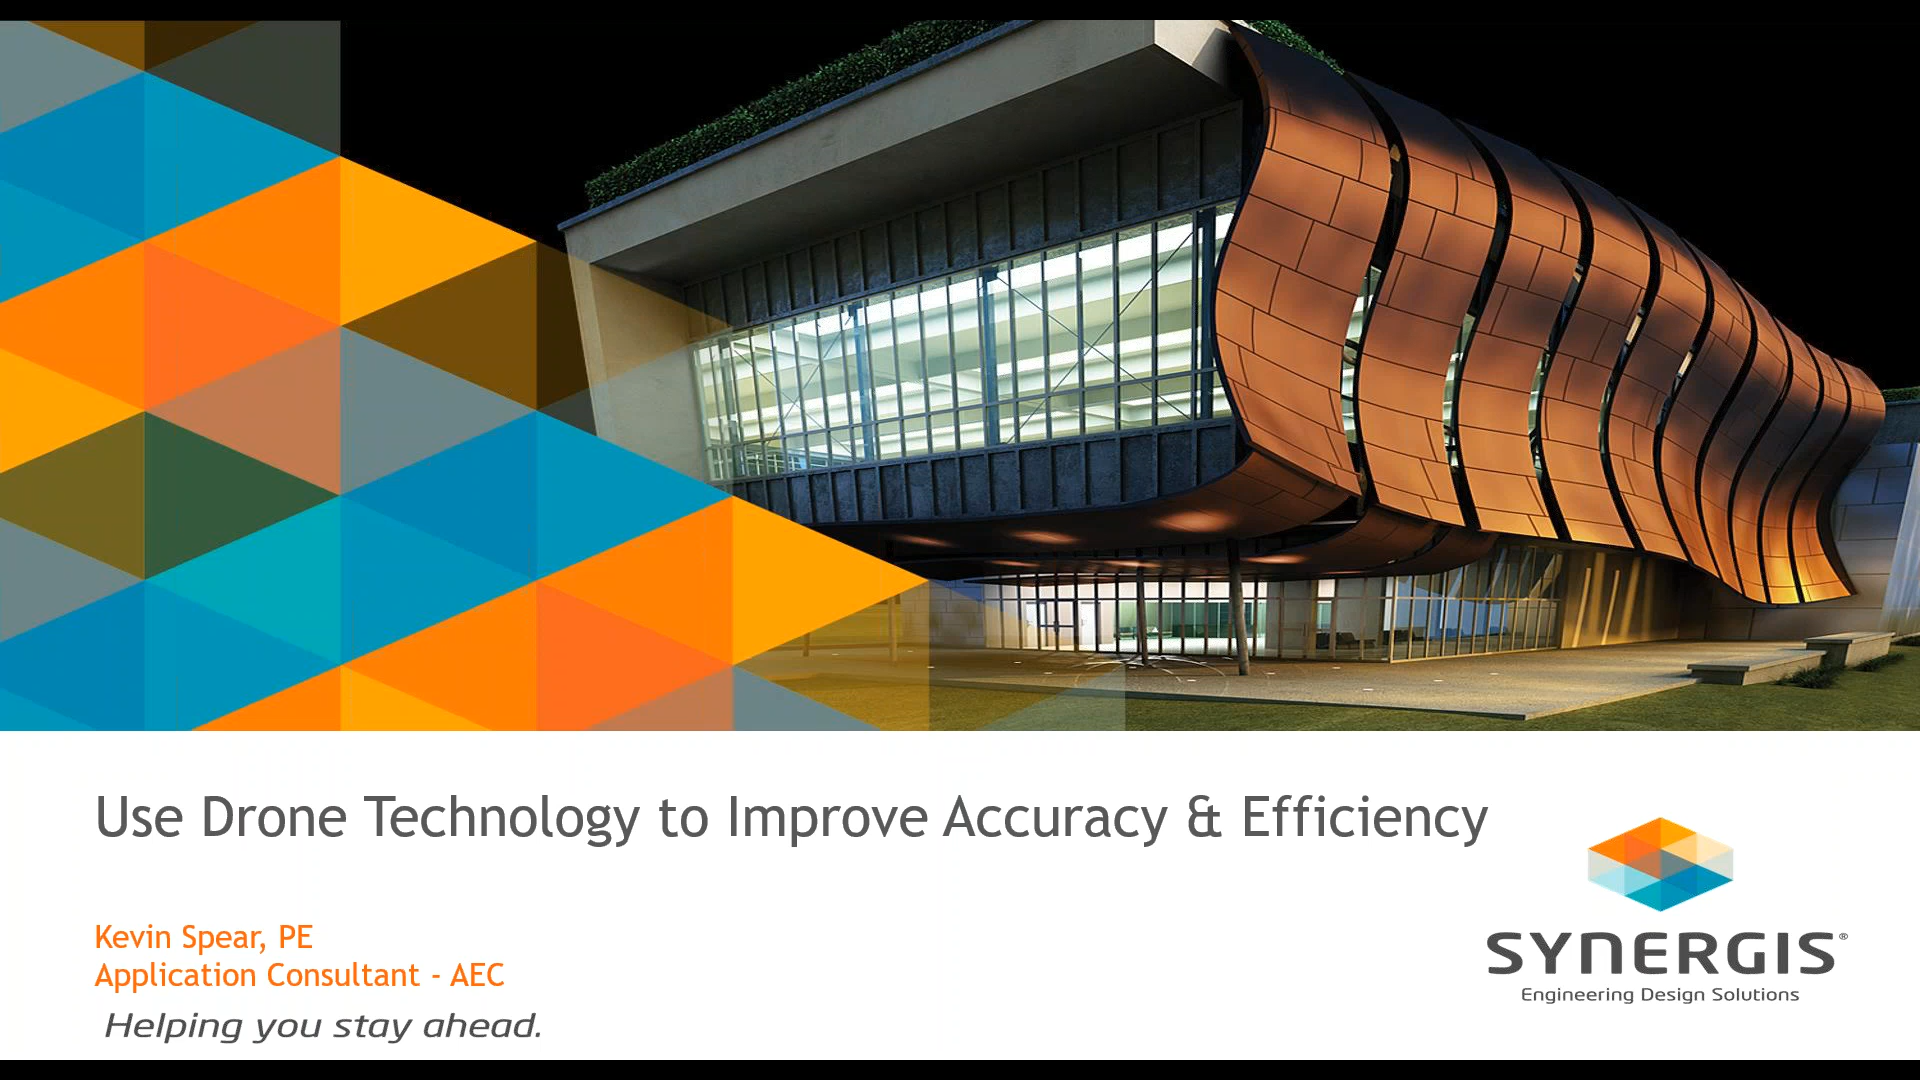 Use Drone Technology to Improve Accuracy & Efficiency
Kevin Spear, PE
Application Consultant - AEC
Helping you stay ahead.
SYNERGIS®
Engineering Design Solutions